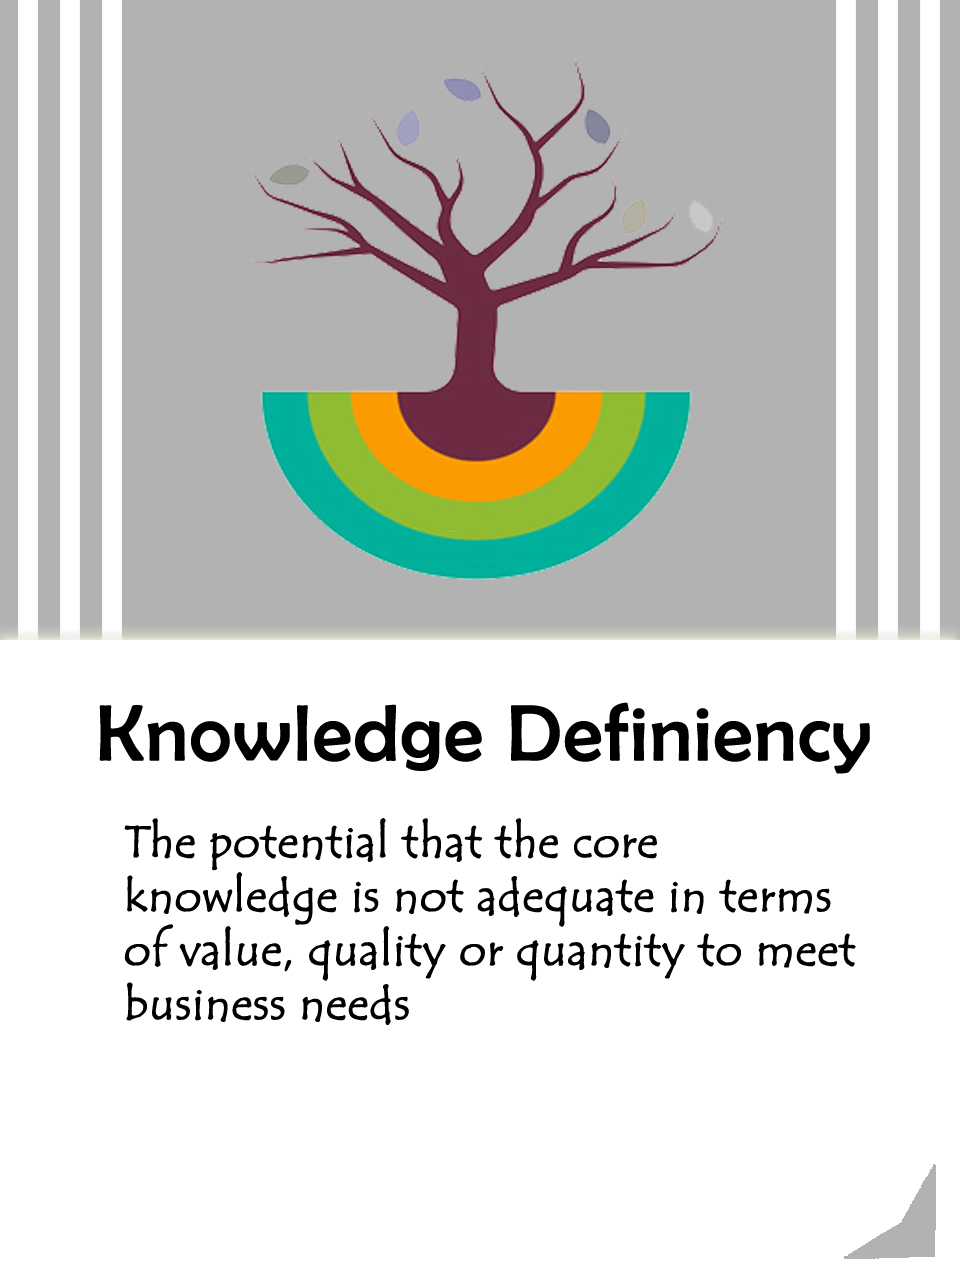 Knowledge Definiency
The potential that the core
knowledge is not adequate in terms
of value, quality or quantity to meet
business needs